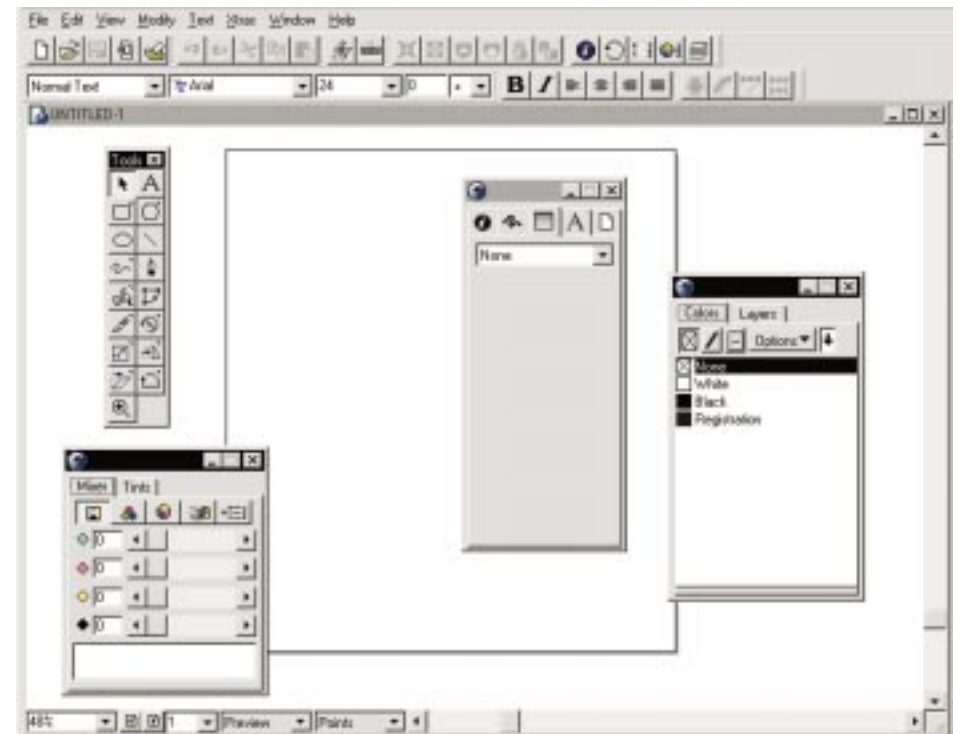 File Edit View Modify Text Xtras Window Help
Normal Text Arial 24 0 +
B I
UNTITLED-1
Tools
A
A
None
Colors Layers
Options
None
White
Black
Registration
Mixer Tints
0
0
0
0
48% 1 Preview Points